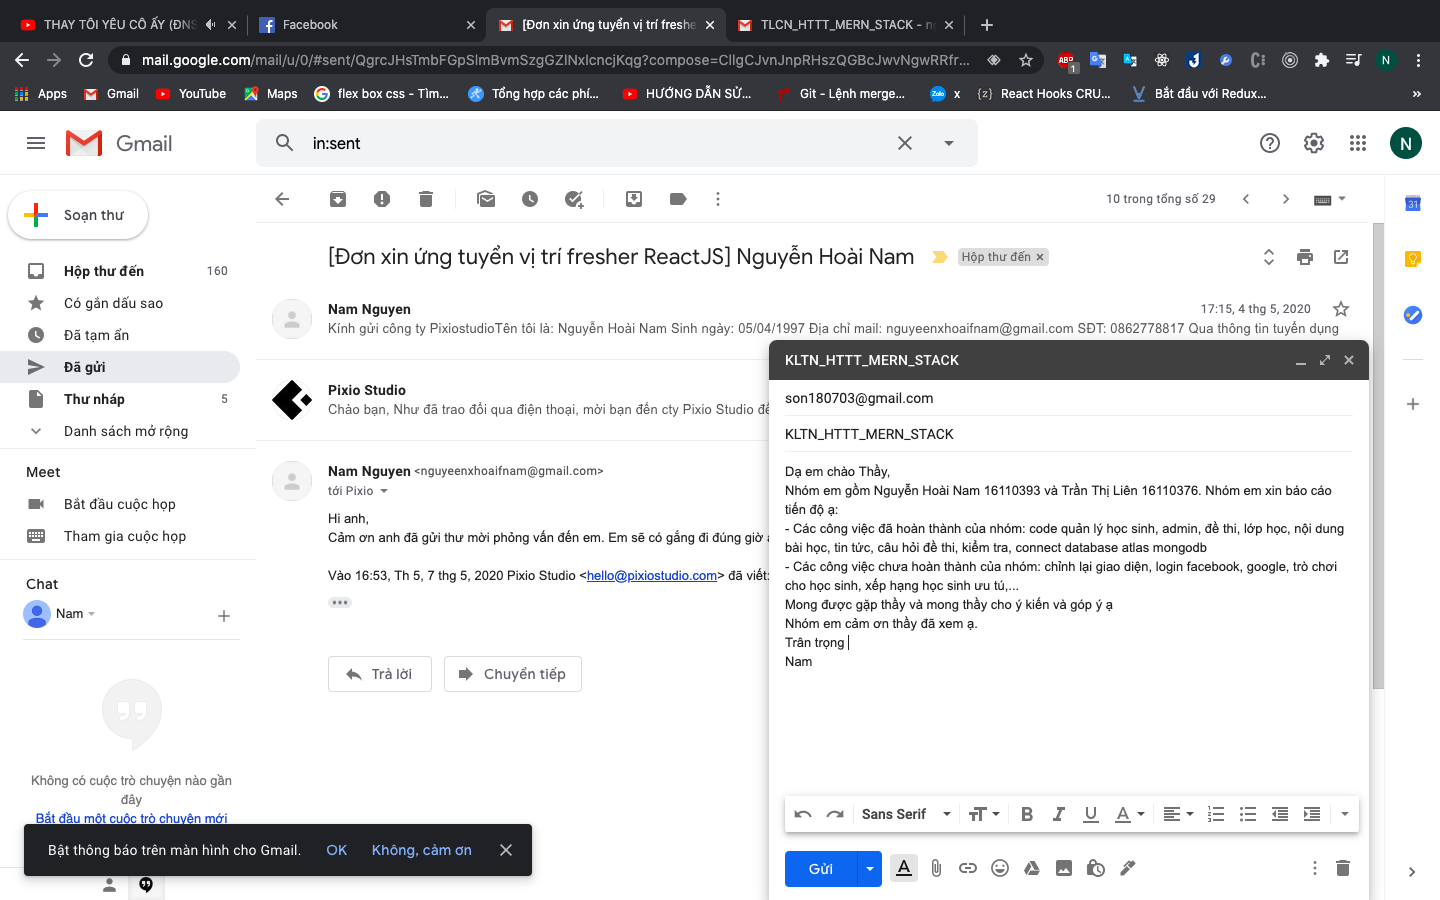 THAY TÔI YÊU CÔ ẤY (ĐNS
Facebook
[Đơn xin ứng tuyển vị trí freshe
TLCN_HTTT_MERN_STACK - n
mail.google.com/mail/u/0/#sent/QgrcJHsTmbFGpSlmBvmSzgGZlNxlcncjKqg?compose=CllgCJvnJnpRHszQGBcJwvNgwRRfr...
Apps
Gmail
YouTube
Maps
flex box css - Tìm...
Tổng hợp các phí...
HƯỚNG DẪN SỬ...
Git - Lệnh merge...
x
React Hooks CRU...
Bắt đầu với Redux...
»
Gmail
in:sent
N
Soạn thư
10 trong tổng số 29
Hộp thư đến 160
Có gắn dấu sao
Đã tạm ẩn
Đã gửi
Thư nháp 5
Danh sách mở rộng
Meet
Bắt đầu cuộc họp
Tham gia cuộc họp
Chat
Nam
Không có cuộc trò chuyện nào gần
đây
Bắt đầu một cuộc trò chuyện mới
[Đơn xin ứng tuyển vị trí fresher ReactJS] Nguyễn Hoài Nam
Hộp thư đến ×
Nam Nguyen
17:15, 4 thg 5, 2020
Kính gửi công ty PixiostudioTên tôi là: Nguyễn Hoài Nam Sinh ngày: 05/04/1997 Địa chỉ mail: nguyeenxhoaifnam@gmail.com SĐT: 0862778817 Qua thông tin tuyển dụng
Pixio Studio
Chào bạn, Như đã trao đổi qua điện thoại, mời bạn đến cty Pixio Studio để
Nam Nguyen <nguyeenxhoaifnam@gmail.com>
tới Pixio
Hi anh,
Cảm ơn anh đã gửi thư mời phỏng vấn đến em. Em sẽ có gắng đi đúng giờ
Vào 16:53, Th 5, 7 thg 5, 2020 Pixio Studio <hello@pixiostudio.com> đã viết:
Trả lời
Chuyển tiếp
KLTN_HTTT_MERN_STACK
son180703@gmail.com
KLTN_HTTT_MERN_STACK
Dạ em chào Thầy,
Nhóm em gồm Nguyễn Hoài Nam 16110393 và Trần Thị Liên 16110376. Nhóm em xin báo cáo
tiến độ ạ:
- Các công việc đã hoàn thành của nhóm: code quản lý học sinh, admin, đề thi, lớp học, nội dung
bài học, tin tức, câu hỏi đề thi, kiểm tra, connect database atlas mongodb
- Các công việc chưa hoàn thành của nhóm: chỉnh lại giao diện, login facebook, google, trò chơi
cho học sinh, xếp hạng học sinh ưu tú,...
Mong được gặp thầy và mong thầy cho ý kiến và góp ý ạ
Nhóm em cảm ơn thầy đã xem ạ.
Trân trọng
Nam
Sans Serif
Gửi
Bật thông báo trên màn hình cho Gmail. OK Không, cảm ơn